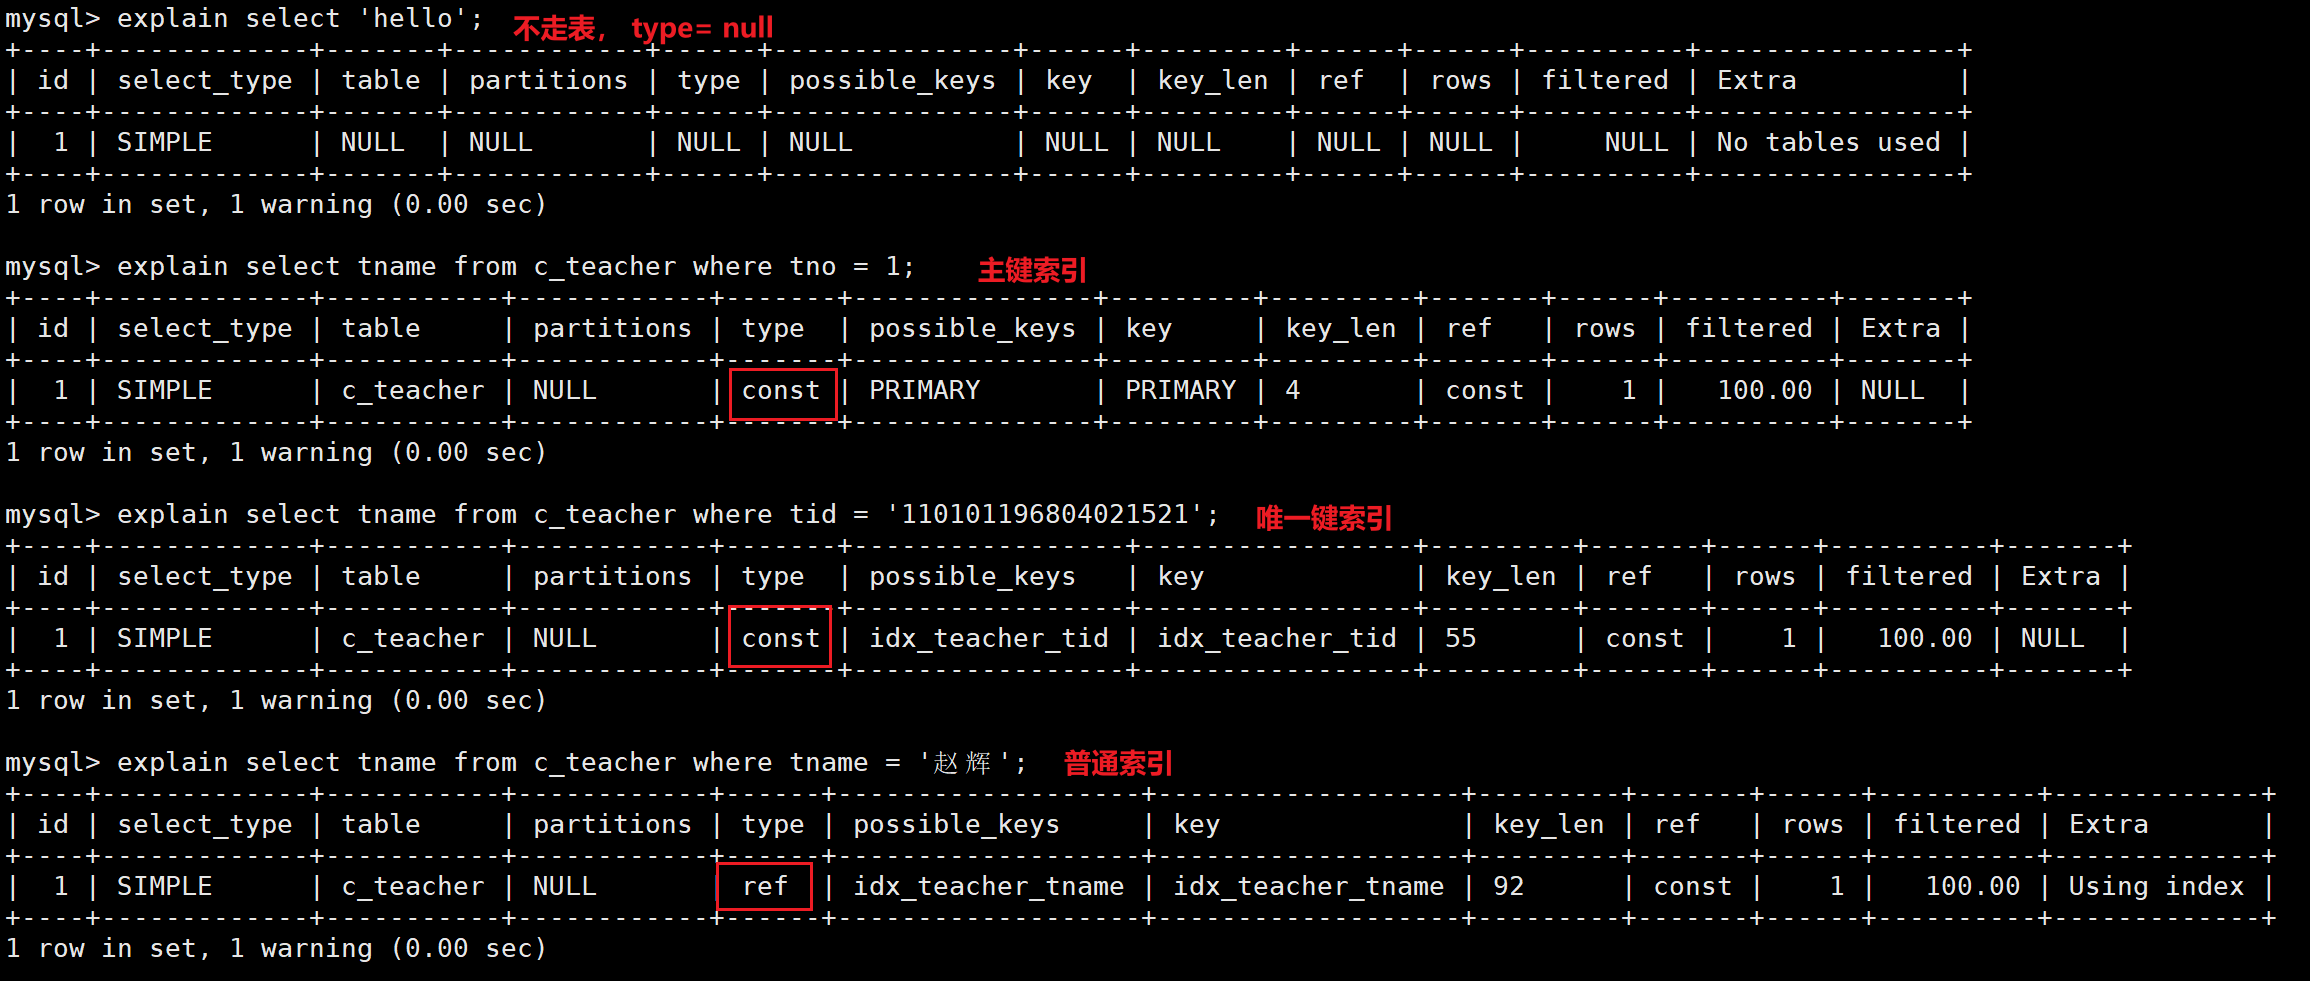 mysql> explain select 'hello'; 不走表， type= null
+----+-------------+-------+------------+------+---------------+------+---------+------+------+----------+----------------+
| id | select_type | table | partitions | type | possible_keys | key  | key_len | ref  | rows | filtered | Extra          |
+----+-------------+-------+------------+------+---------------+------+---------+------+------+----------+----------------+
|  1 | SIMPLE      | NULL  | NULL       | NULL | NULL          | NULL | NULL    | NULL | NULL |     NULL | No tables used |
+----+-------------+-------+------------+------+---------------+------+---------+------+------+----------+----------------+
1 row in set, 1 warning (0.00 sec)
mysql> explain select tname from c_teacher where tno = 1; 主键索引
+----+-------------+-----------+------------+-------+---------------+---------+---------+-------+------+----------+-------+
| id | select_type | table     | partitions | type  | possible_keys | key     | key_len | ref   | rows | filtered | Extra |
+----+-------------+-----------+------------+-------+---------------+---------+---------+-------+------+----------+-------+
|  1 | SIMPLE      | c_teacher | NULL       | const | PRIMARY       | PRIMARY | 4       | const |    1 |   100.00 | NULL  |
+----+-------------+-----------+------------+-------+---------------+---------+---------+-------+------+----------+-------+
1 row in set, 1 warning (0.00 sec)
mysql> explain select tname from c_teacher where tid = '110101196804021521'; 唯一键索引
+----+-------------+-----------+------------+-------+-----------------+-----------------+---------+-------+------+----------+-------+
| id | select_type | table     | partitions | type  | possible_keys   | key             | key_len | ref   | rows | filtered | Extra |
+----+-------------+-----------+------------+-------+-----------------+-----------------+---------+-------+------+----------+-------+
|  1 | SIMPLE      | c_teacher | NULL       | const | idx_teacher_tid | idx_teacher_tid | 55      | const |    1 |   100.00 | NULL  |
+----+-------------+-----------+------------+-------+-----------------+-----------------+---------+-------+------+----------+-------+
1 row in set, 1 warning (0.00 sec)
mysql> explain select tname from c_teacher where tname = '赵辉'; 普通索引
+----+-------------+-----------+------------+------+-------------------+-------------------+---------+-------+------+----------+-------------+
| id | select_type | table     | partitions | type | possible_keys     | key               | key_len | ref   | rows | filtered | Extra       |
+----+-------------+-----------+------------+------+-------------------+-------------------+---------+-------+------+----------+-------------+
|  1 | SIMPLE      | c_teacher | NULL       | ref  | idx_teacher_tname | idx_teacher_tname | 92      | const |    1 |   100.00 | Using index |
+----+-------------+-----------+------------+------+-------------------+-------------------+---------+-------+------+----------+-------------+
1 row in set, 1 warning (0.00 sec)